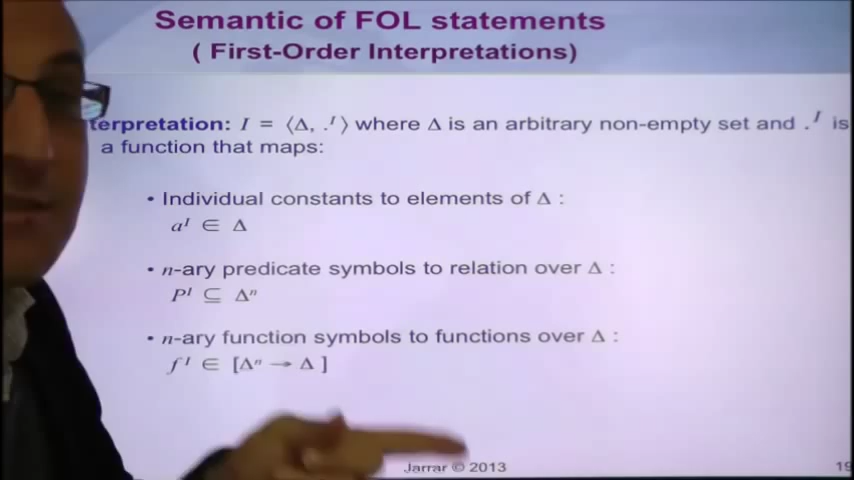 Semantic of FOL statements
( First-Order Interpretations)
terpretation: I = ⟨Δ, .ᴵ ⟩ where Δ is an arbitrary non-empty set and .ᴵ is
a function that maps:
• Individual constants to elements of Δ :
aᴵ ∈ Δ
• n-ary predicate symbols to relation over Δ :
Pᴵ ⊆ Δⁿ
• n-ary function symbols to functions over Δ :
fᴵ ∈ [Δⁿ → Δ ]
Jarrar © 2013
19